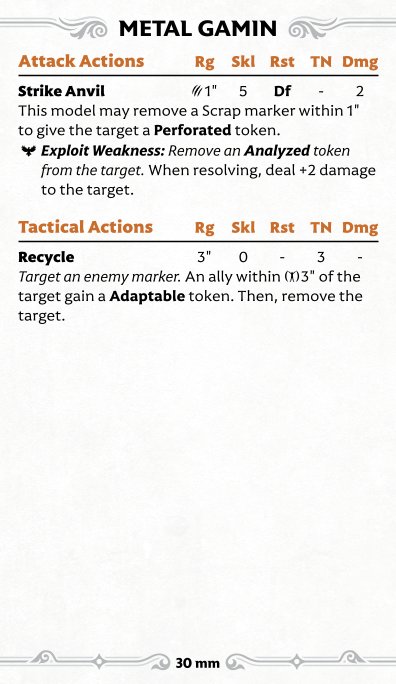 METAL GAMIN
Attack Actions Rg Skl Rst TN Dmg
Strike Anvil 1" 5 Df - 2
This model may remove a Scrap marker within 1"
to give the target a Perforated token.
Exploit Weakness: Remove an Analyzed token
from the target. When resolving, deal +2 damage
to the target.
Tactical Actions Rg Skl Rst TN Dmg
Recycle 3" 0 - 3 -
Target an enemy marker. An ally within 3" of the
target gain a Adaptable token. Then, remove the
target.
30 mm